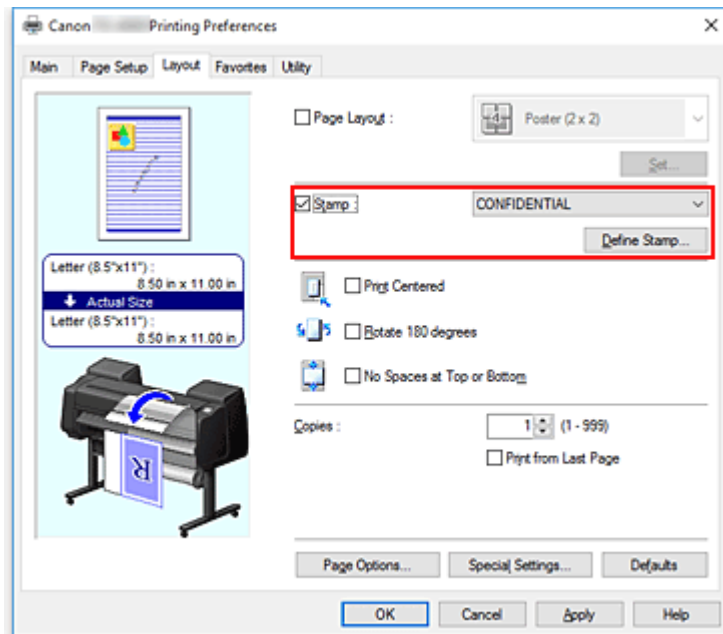 Canon Printing Preferences
Main Page Setup Layout Favorites Utility
Page Layout :
Poster (2 x 2)
Set...
Stamp :
CONFIDENTIAL
Define Stamp...
Letter (8.5"x11") :
8.50 in x 11.00 in
Actual Size
Letter (8.5"x11") :
8.50 in x 11.00 in
Print Centered
Rotate 180 degrees
No Spaces at Top or Bottom
Copies :
1 (1 - 999)
Print from Last Page
R
Page Options... Special Settings... Defaults
OK Cancel Apply Help